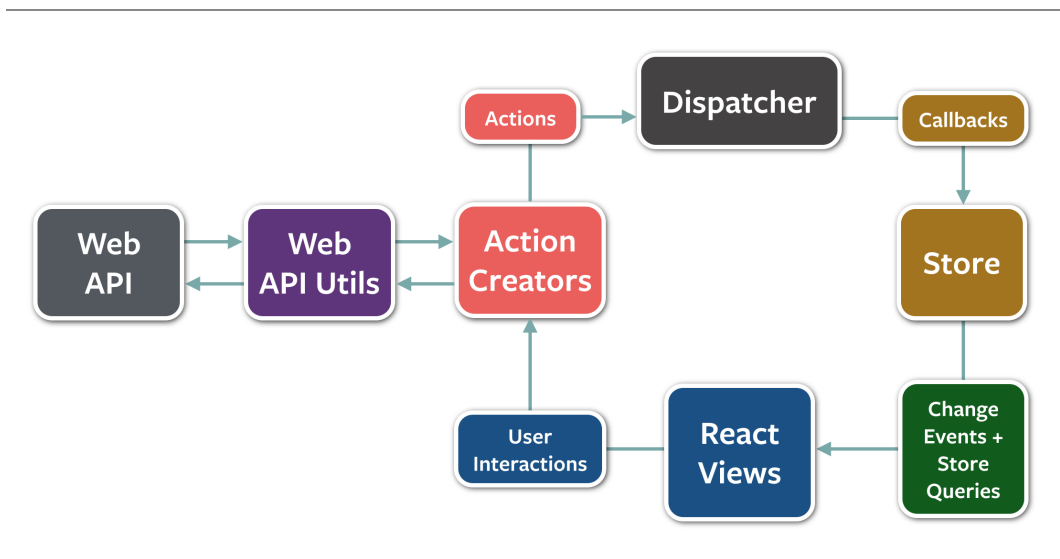 Dispatcher
Actions
Callbacks
Web
API
Web
API Utils
Action
Creators
Store
User
Interactions
React
Views
Change
Events +
Store
Queries